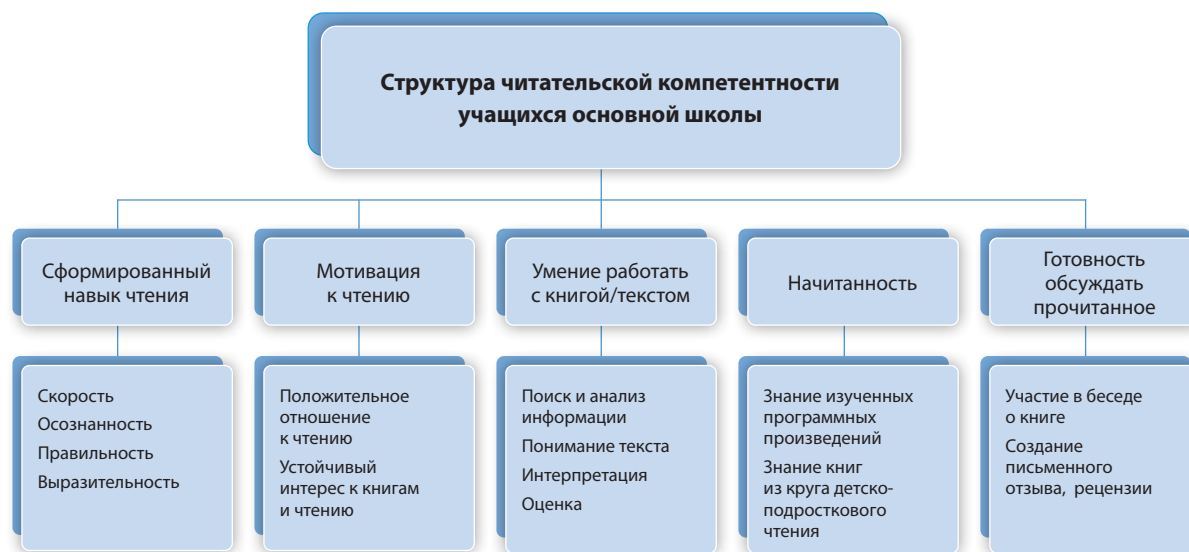 Структура читательской компетентности
учащихся основной школы
Сформированный
навык чтения
Мотивация
к чтению
Умение работать
с книгой/текстом
Начитанность
Готовность
обсуждать
прочитанное
Скорость
Осознанность
Правильность
Выразительность
Положительное
отношение
к чтению
Устойчивый
интерес к книгам
и чтению
Поиск и анализ
информации
Понимание текста
Интерпретация
Оценка
Знание изученных
программных
произведений
Знание книг
из круга детско-
подросткового
чтения
Участие в беседе
о книге
Создание
письменного
отзыва, рецензии